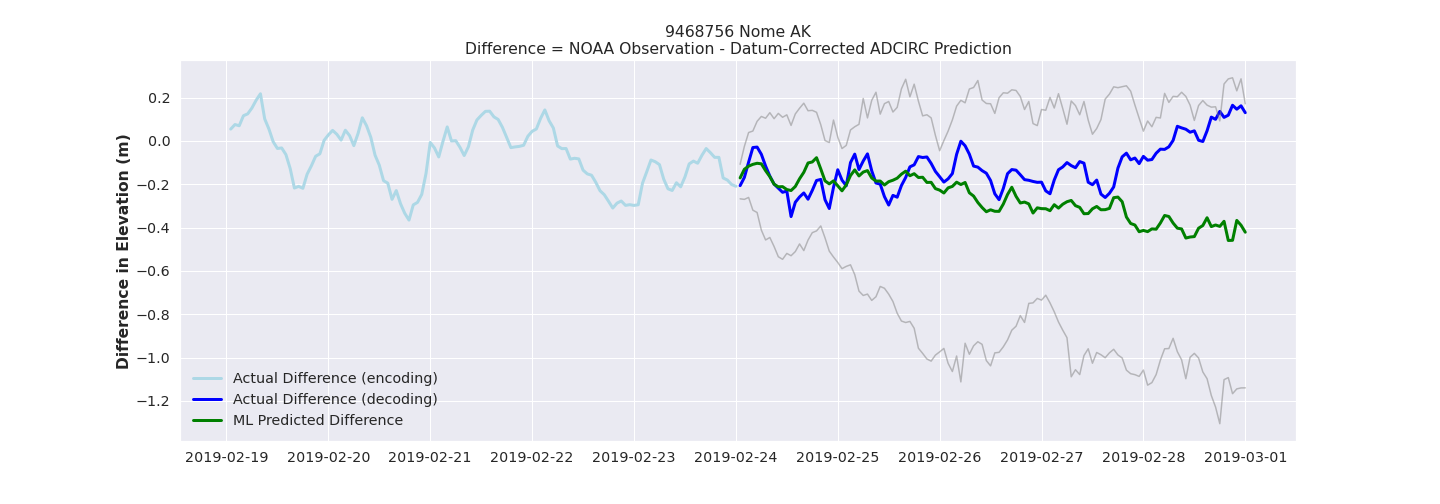 9468756 Nome AK
Difference = NOAA Observation - Datum-Corrected ADCIRC Prediction
Difference in Elevation (m)
0.2
0.0
−0.2
−0.4
−0.6
−0.8
−1.0
−1.2
Actual Difference (encoding)
Actual Difference (decoding)
ML Predicted Difference
2019-02-19 2019-02-20 2019-02-21 2019-02-22 2019-02-23 2019-02-24 2019-02-25 2019-02-26 2019-02-27 2019-02-28 2019-03-01